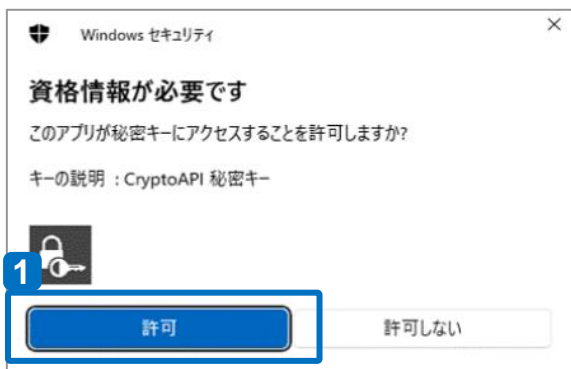 Windows セキュリティ
資格情報が必要です
このアプリが秘密キーにアクセスすることを許可しますか?
キーの説明 : CryptoAPI 秘密キー
1
許可
許可しない